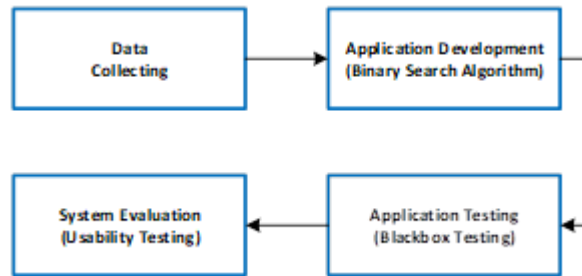 Data
Collecting
Application Development
(Binary Search Algorithm)
System Evaluation
(Usability Testing)
Application Testing
(Blackbox Testing)